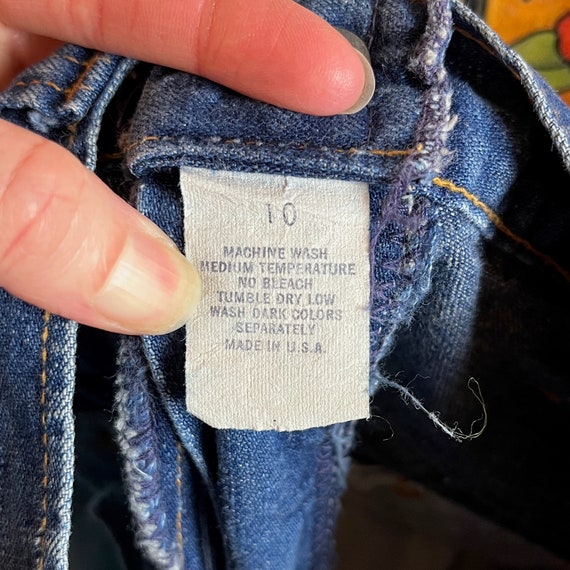 10
MACHINE WASH
MEDIUM TEMPERATURE
NO BLEACH
TUMBLE DRY LOW
WASH DARK COLORS
SEPARATELY
MADE IN U.S.A.